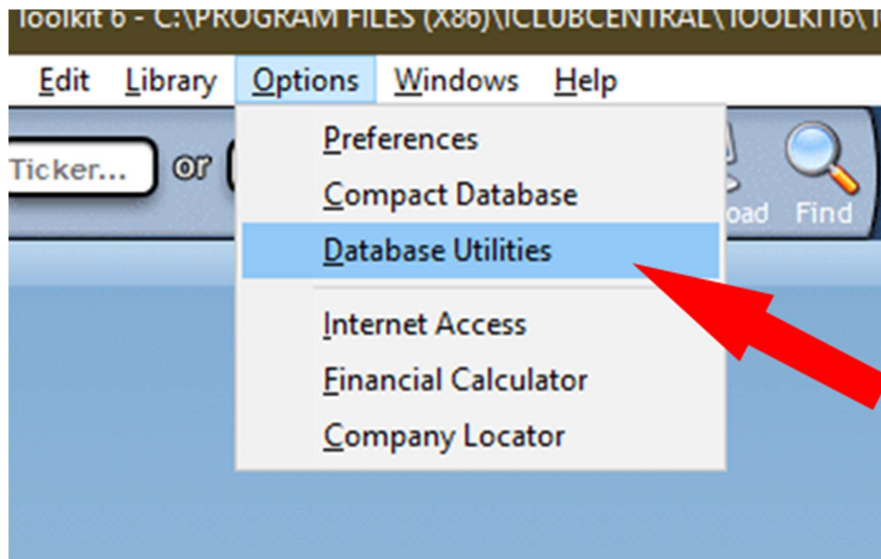 Toolkit 6 - C:\PROGRAM FILES (X86)\ICLUBCENTRAL\TOOLKIT6\T
Edit Library Options Windows Help
Ticker... or
Preferences
Compact Database
oad Find
Database Utilities
Internet Access
Financial Calculator
Company Locator